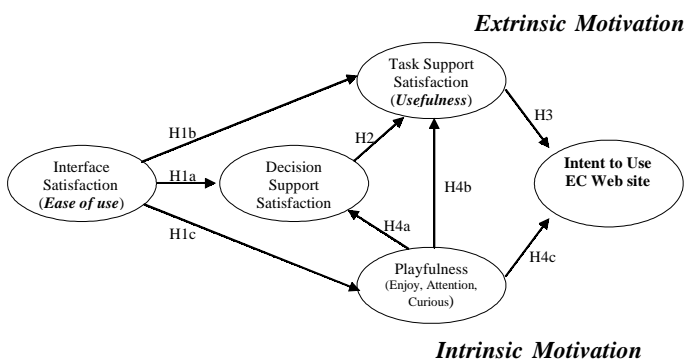 Extrinsic Motivation
Task Support
Satisfaction
(Usefulness)
H1b
H2
H3
Interface
Satisfaction
(Ease of use)
H1a
Decision
Support
Satisfaction
H4b
Intent to Use
EC Web site
H1c
H4a
H4c
Playfulness
(Enjoy, Attention,
Curious)
Intrinsic Motivation